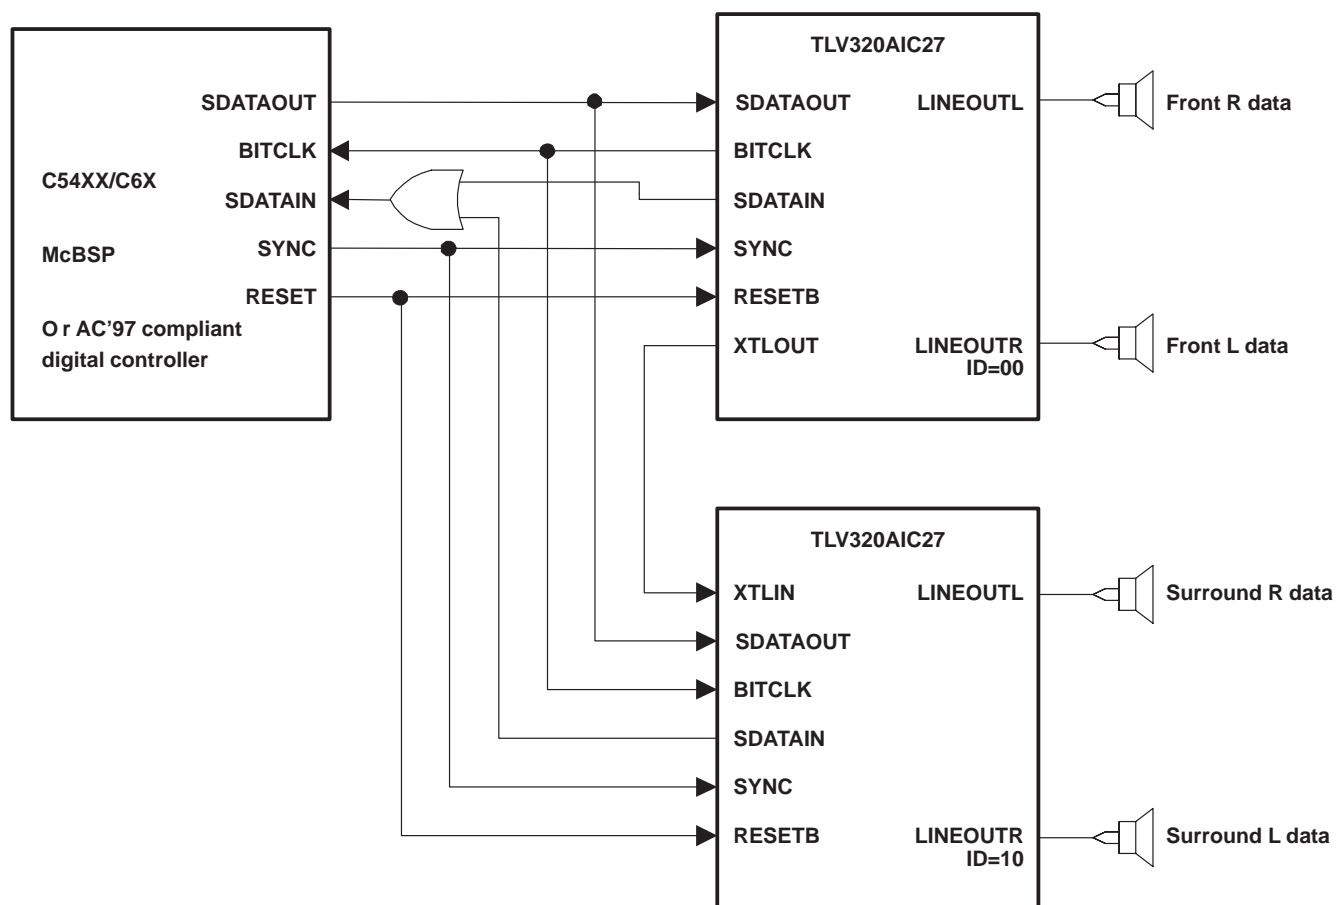 SDATAOUT
BITCLK
C54XX/C6X
SDATAIN
McBSP
SYNC
RESET
O r AC’97 compliant
digital controller
TLV320AIC27
SDATAOUT
LINEOUTL
Front R data
BITCLK
SDATAIN
SYNC
RESETB
XTLOUT
LINEOUTR
Front L data
ID=00
TLV320AIC27
XTLIN
LINEOUTL
Surround R data
SDATAOUT
BITCLK
SDATAIN
SYNC
RESETB
LINEOUTR
Surround L data
ID=10